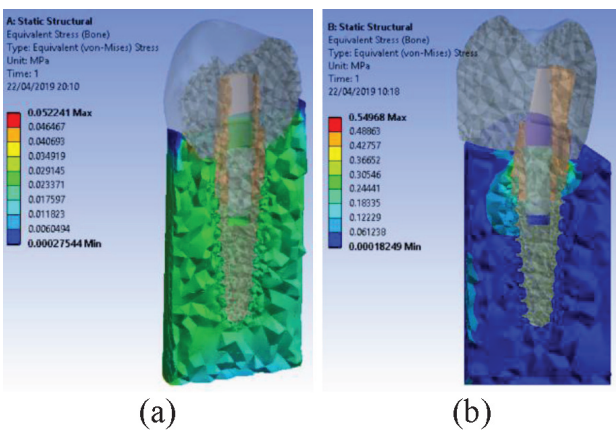 A: Static Structural
Equivalent Stress (Bone)
Type: Equivalent (von-Mises) Stress
Unit: MPa
Time: 1
22/04/2019 20:10
0.052241 Max
0.046467
0.040693
0.034919
0.029145
0.023371
0.017597
0.011823
0.0060494
0.00027544 Min
(a)
B: Static Structural
Equivalent Stress (Bone)
Type: Equivalent (von-Mises) Stress
Unit: MPa
Time: 1
22/04/2019 10:18
0.54968 Max
0.48863
0.42757
0.36652
0.30546
0.24441
0.18335
0.12229
0.061238
0.00018249 Min
(b)